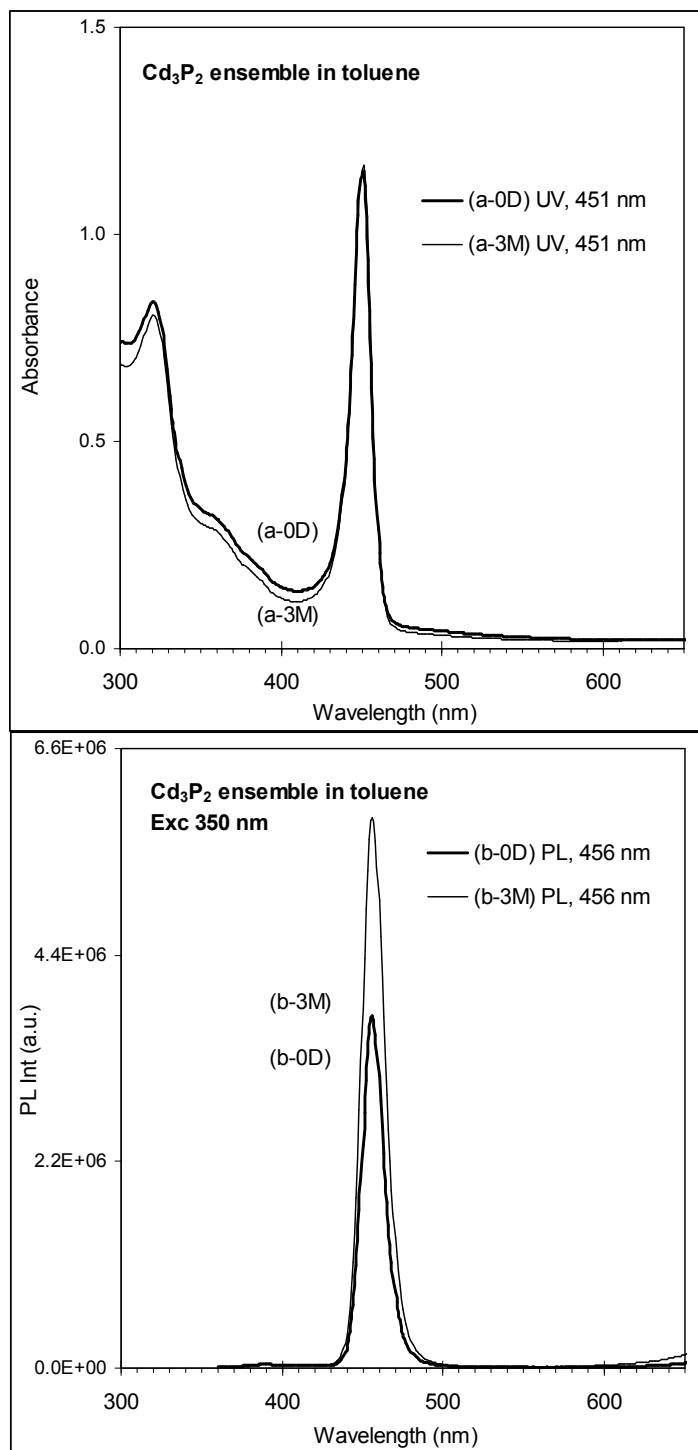 1.5
Cd₃P₂ ensemble in toluene
(a-0D) UV, 451 nm
(a-3M) UV, 451 nm
1.0
Absorbance
0.5
(a-0D)
(a-3M)
0.0
300 400 500 600
Wavelength (nm)
6.6E+06
Cd₃P₂ ensemble in toluene
Exc 350 nm
(b-0D) PL, 456 nm
(b-3M) PL, 456 nm
4.4E+06
(b-3M)
(b-0D)
PL Int (a.u.)
2.2E+06
0.0E+00
300 400 500 600
Wavelength (nm)